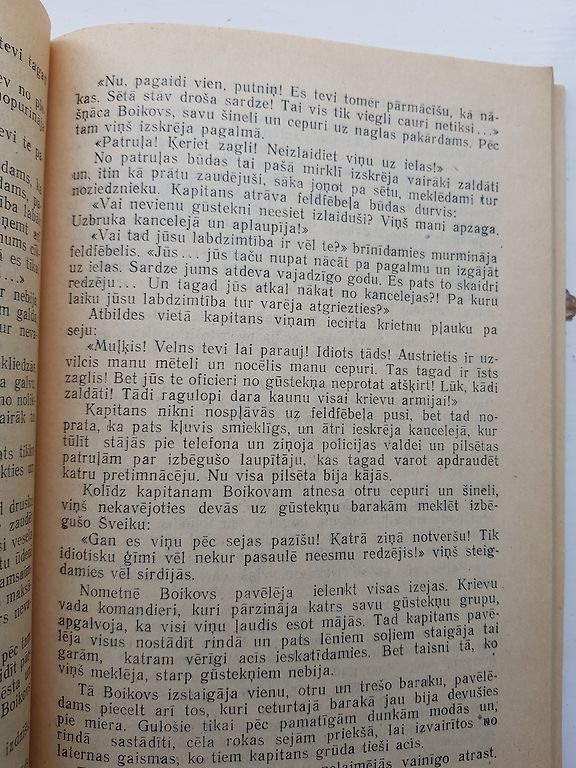 «Nu, pagaidi vien, putniņ! Es tevi tomēr pārmācīšu, kā nā-
kas. Sētā stāv droša sardze! Tai vis tik viegli cauri netiksi...»
šņāca Boikovs, savu šineli un cepuri uz naglas pakārdams. Pēc
tam viņš izskrēja pagalmā.
«Patruļa! Ķeriet zagli! Neizlaidiet viņu uz ielas!»
No patruļas būdas tai pašā mirklī izskrēja vairāki zaldāti
un, itin kā prātu zaudējuši, sāka joņot pa sētu, meklēdami tur
noziedznieku. Kapitans atrāva feldfēbeļa būdas durvis:
«Vai nevienu gūstekni neesiet izlaiduši? Viņš mani apzaga.
Uzbruka kancelejā un aplaupīja!»
«Vai tad jūsu labdzimtība ir vēl te?» brīnīdamies murmināja
feldfēbelis. «Jūs... jūs taču nupat nācāt pa pagalmu un izgājāt
uz ielas. Sardze jums atdeva vajadzīgo godu. Es pats to skaidri
redzēju... Un tagad jūs atkal nākat no kancelejas?! Pa kuru
laiku jūsu labdzimtība tur varēja atgriezties?»
Atbildes vietā kapitans viņam iecirta krietnu pļauku pa
seju:
«Muļķis! Velns tevi lai parauj! Idiots tāds! Austrietis ir uz-
vilcis manu mēteli un nocēlis manu cepuri. Tas tagad ir īsts
zaglis! Bet jūs te oficieri no gūstekņa neprotat atšķirt! Lūk, kādi
zaldāti! Tādi ragulopi dara kaunu visai krievu armijai!»
Kapitans nikni nospļāvās uz feldfēbeļa pusi, bet tad no-
prata, ka pats kļuvis smieklīgs, un ātri ieskrēja kancelejā, kur
tūlīt stājās pie telefona un ziņoja policijas valdei un pilsētas
patruļām par izbēgušo laupītāju, kas tagad varot apdraudēt
katru pretimnācēju. Nu visa pilsēta bija kājās.
Kolīdz kapitanam Boikovam atnesa otru cepuri un šineli,
viņš nekavējoties devās uz gūstekņu barakām meklēt izbē-
gušo Šveiku:
«Gan es viņu pēc sejas pazīšu! Katrā ziņā notveršu! Tik
idiotisku ģīmi vēl nekur pasaulē neesmu redzējis!» viņš steig-
damies vēl sirdījās.
Nometnē Boikovs pavēlēja ielenkt visas izejas. Krievu
vada komandieri, kuri pārzināja katrs savu gūstekņu grupu,
apgalvoja, ka visi viņu ļaudis esot mājās. Tad kapitans pavē-
lēja visus nostādīt rindā un pats lēniem soļiem staigāja tai
garām, katram vērīgi acis ieskatīdamies. Bet taisni tā, ko
viņš meklēja, starp gūstekņiem nebija.
Tā Boikovs izstaigāja vienu, otru un trešo baraku, pavēlē-
dams piecelt arī tos, kuri ceturtajā barakā jau bija devušies
pie miera. Gulošie tikai pēc pamatīgām dunkām modās un,
rindā sastādīti, cēla rokas sejām priekšā, lai izvairītos no
laternas gaismas, ko tiem kapitans grūda tieši acīs.
nelaimējās vainīgo atrast.